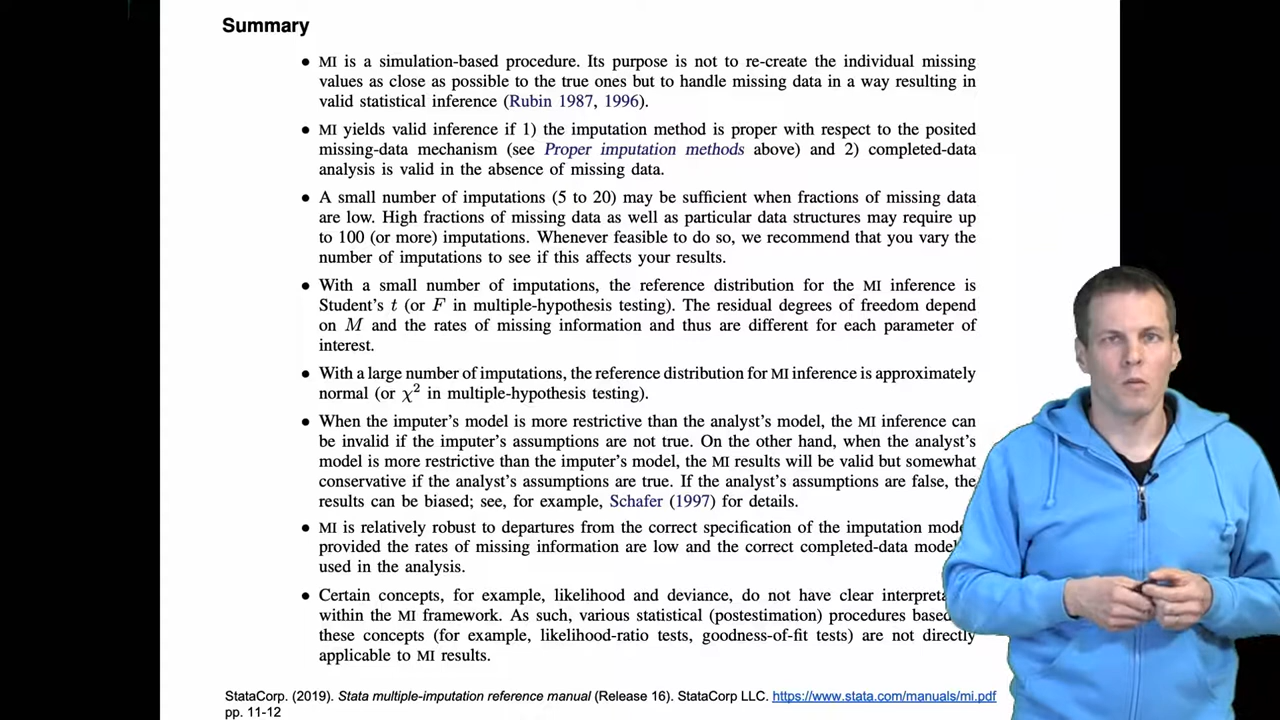 Summary
● MI is a simulation-based procedure. Its purpose is not to re-create the individual missing
values as close as possible to the true ones but to handle missing data in a way resulting in
valid statistical inference (Rubin 1987, 1996).
● MI yields valid inference if 1) the imputation method is proper with respect to the posited
missing-data mechanism (see Proper imputation methods above) and 2) completed-data
analysis is valid in the absence of missing data.
● A small number of imputations (5 to 20) may be sufficient when fractions of missing data
are low. High fractions of missing data as well as particular data structures may require up
to 100 (or more) imputations. Whenever feasible to do so, we recommend that you vary the
number of imputations to see if this affects your results.
● With a small number of imputations, the reference distribution for the MI inference is
Student's t (or F in multiple-hypothesis testing). The residual degrees of freedom depend
on M and the rates of missing information and thus are different for each parameter of
interest.
● With a large number of imputations, the reference distribution for MI inference is approximately
normal (or χ² in multiple-hypothesis testing).
● When the imputer's model is more restrictive than the analyst's model, the MI inference can
be invalid if the imputer's assumptions are not true. On the other hand, when the analyst's
model is more restrictive than the imputer's model, the MI results will be valid but somewhat
conservative if the analyst's assumptions are true. If the analyst's assumptions are false, the
results can be biased; see, for example, Schafer (1997) for details.
● MI is relatively robust to departures from the correct specification of the imputation
provided the rates of missing information are low and the correct completed-data
used in the analysis.
● Certain concepts, for example, likelihood and deviance, do not have clear
within the MI framework. As such, various statistical (postestimation) procedures
these concepts (for example, likelihood-ratio tests, goodness-of-fit tests) are not directly
applicable to MI results.
StataCorp. (2019). Stata multiple-imputation reference manual (Release 16). StataCorp LLC. https://www.stata.com/manuals/mi.pdf
pp. 11-12